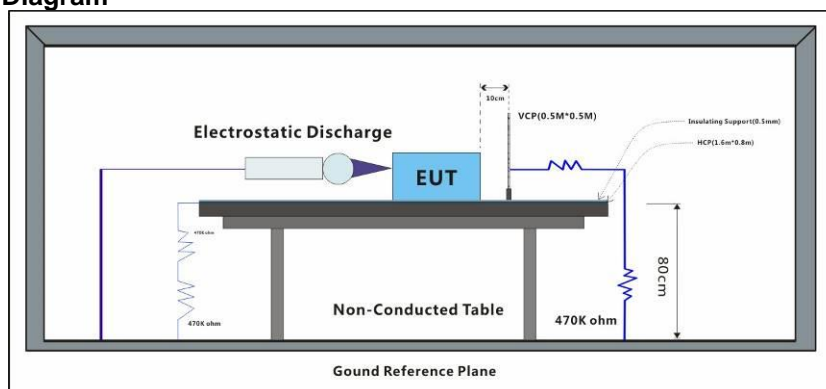 Diagram
10cm
VCP(0.5M*0.5M)
Insulating Support(0.5mm)
Electrostatic Discharge
HCP(1.6m*0.8m)
EUT
470K ohm
80cm
Non-Conducted Table
470K ohm
470K ohm
Gound Reference Plane